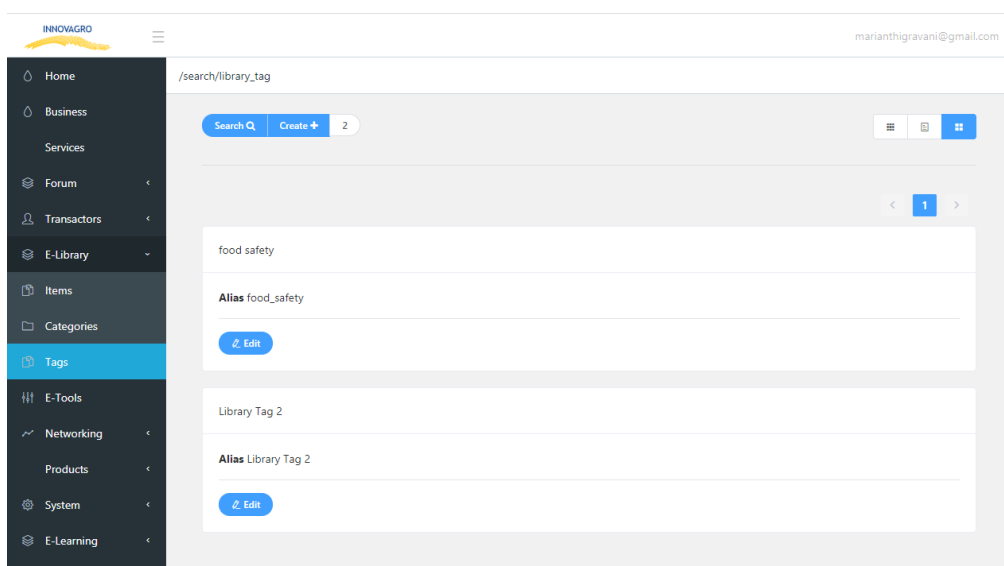 INNOVAGRO
marianthigravani@gmail.com
Home
/search/library_tag
Business
Search Create 2
Services
Forum
1
Transactors
E-Library
food safety
Items
Alias food_safety
Categories
Edit
Tags
E-Tools
Library Tag 2
Networking
Alias Library Tag 2
Products
System
Edit
E-Learning